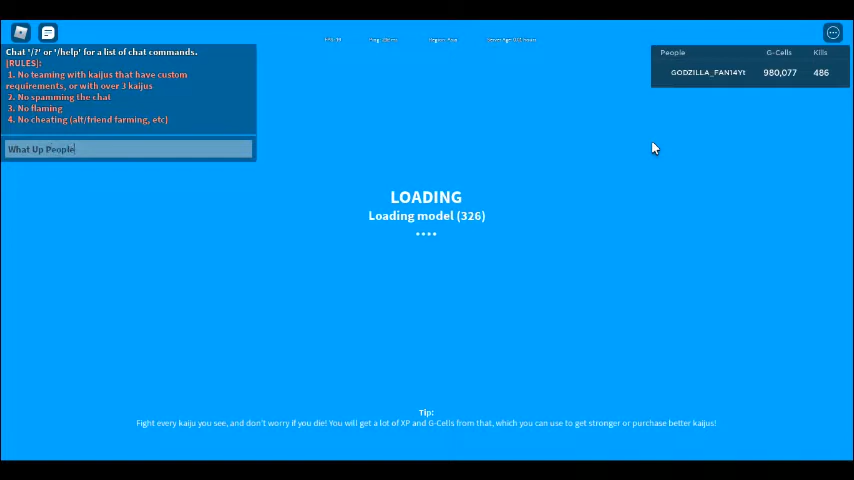 Chat '/?' or '/help' for a list of chat commands.
[RULES]:
1. No teaming with kaijus that have custom
requirements, or with over 3 kaijus
2. No spamming the chat
3. No flaming
4. No cheating (alt/friend farming, etc)
What Up People
People G-Cells Kills
GODZILLA_FAN14Yt 980,077 486
LOADING
Loading model (326)
Tip:
Fight every kaiju you see, and don't worry if you die! You will get a lot of XP and G-Cells from that, which you can use to get stronger or purchase better kaijus!